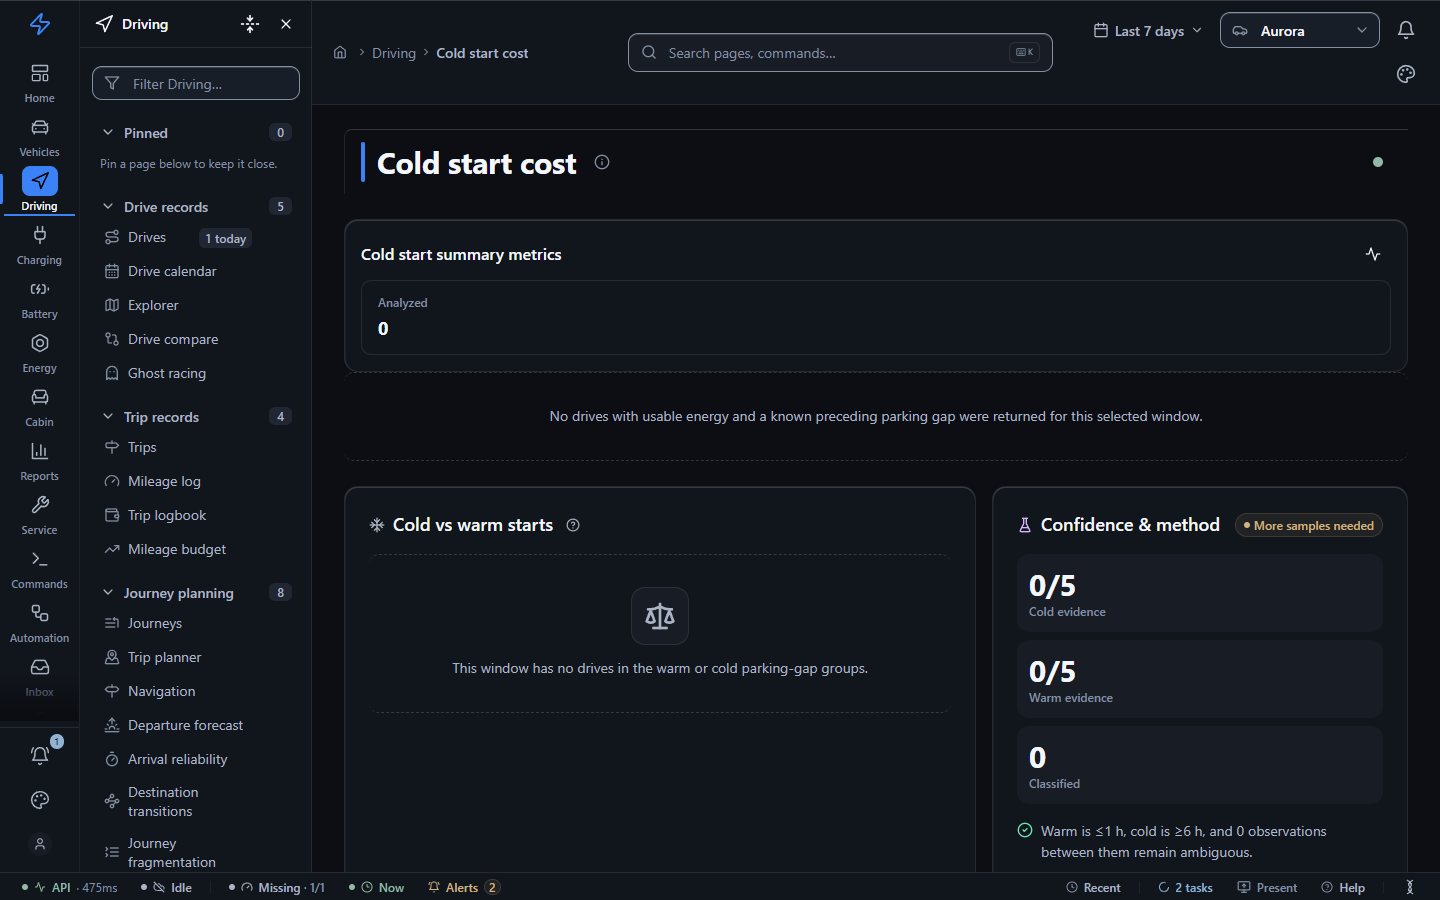 Driving
Home
Vehicles
Driving
Charging
Battery
Energy
Cabin
Reports
Service
Commands
Automation
Inbox
1
Filter Driving...
Pinned 0
Pin a page below to keep it close.
Drive records 5
Drives 1 today
Drive calendar
Explorer
Drive compare
Ghost racing
Trip records 4
Trips
Mileage log
Trip logbook
Mileage budget
Journey planning 8
Journeys
Trip planner
Navigation
Departure forecast
Arrival reliability
Destination
transitions
Journey
fragmentation
Driving > Cold start cost
Search pages, commands... K
Last 7 days
Aurora
Cold start cost
Cold start summary metrics
Analyzed
0
No drives with usable energy and a known preceding parking gap were returned for this selected window.
Cold vs warm starts
This window has no drives in the warm or cold parking-gap groups.
Confidence & method More samples needed
0/5
Cold evidence
0/5
Warm evidence
0
Classified
Warm is ≤1 h, cold is ≥6 h, and 0 observations
between them remain ambiguous.
API · 475ms Idle Missing · 1/1 Now Alerts 2 Recent 2 tasks Present Help